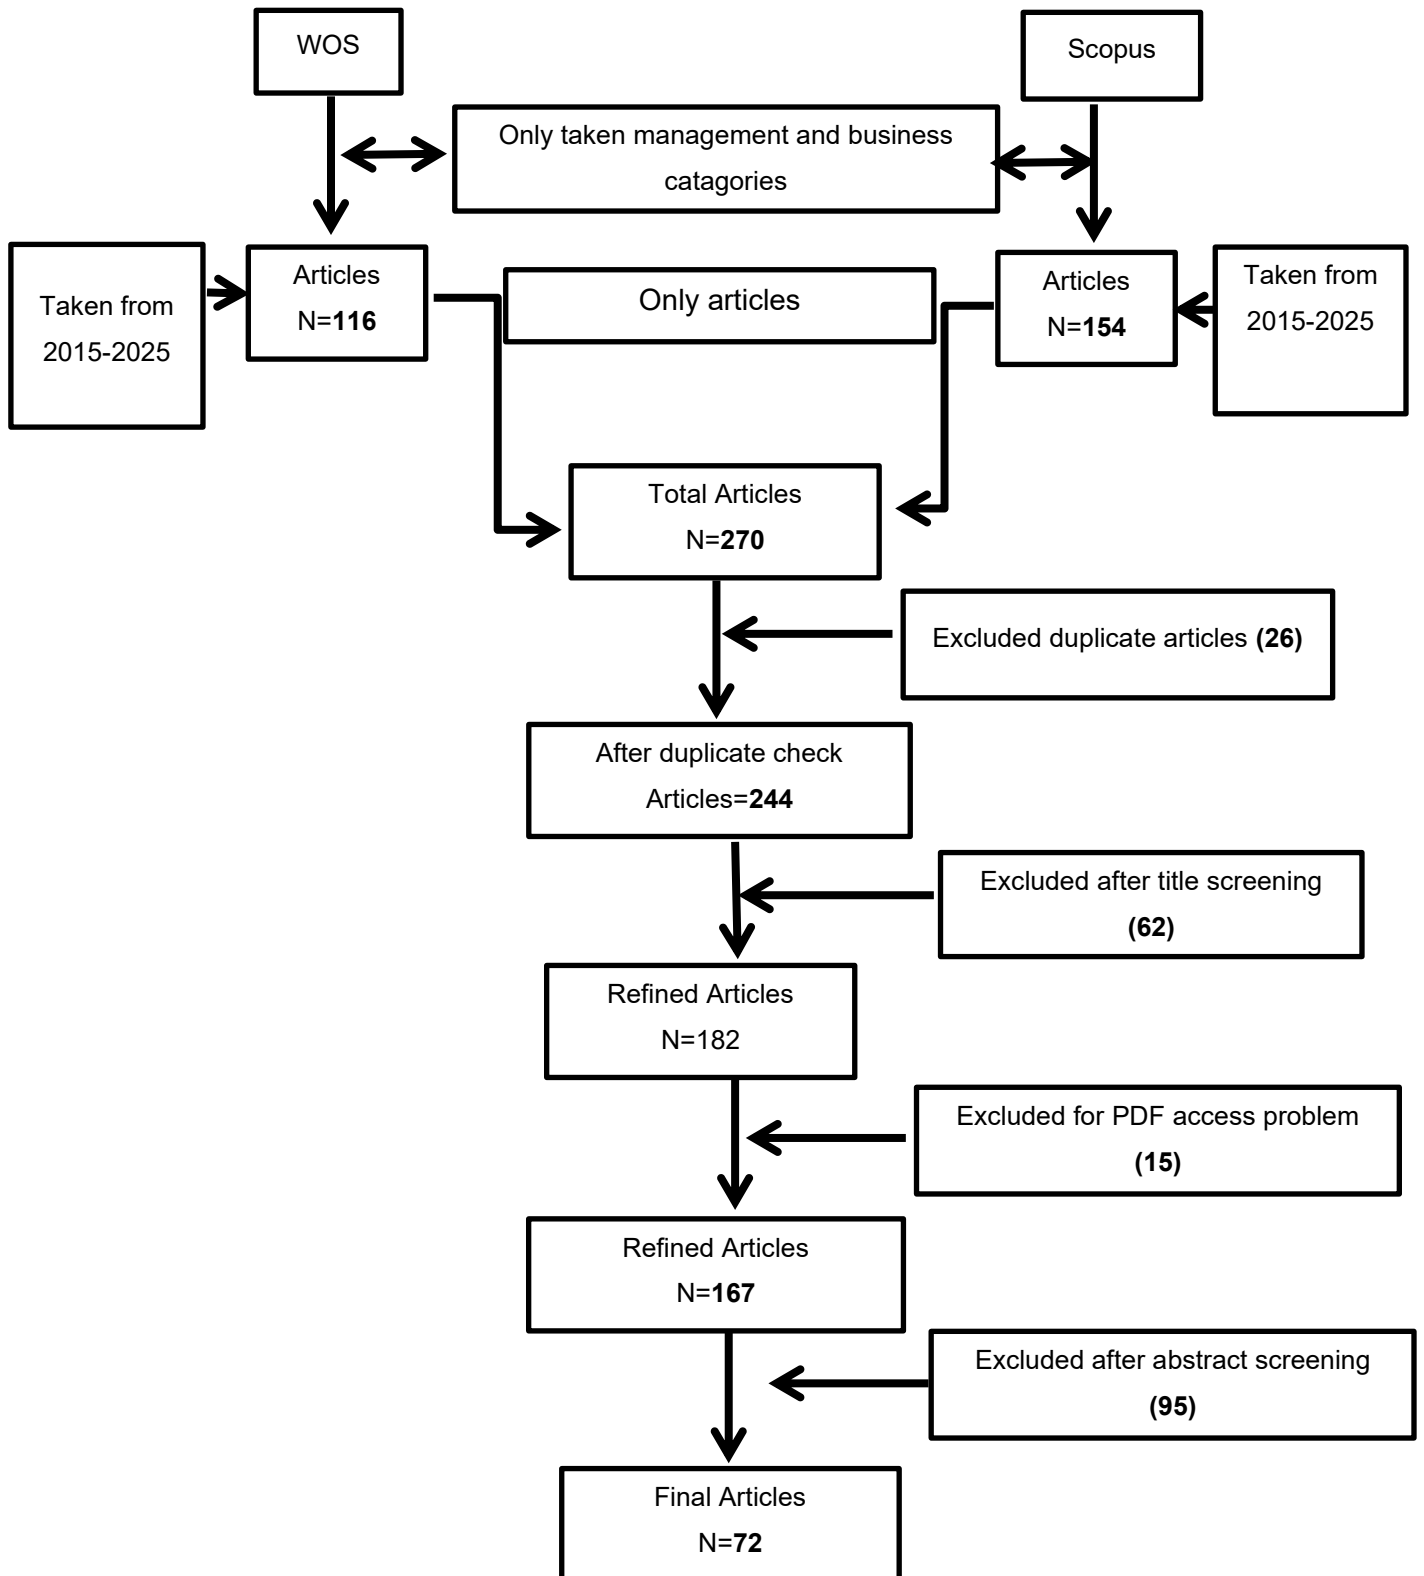 WOS
Scopus
Only taken management and business
catagories
Taken from
2015-2025
Articles
N=116
Only articles
Articles
N=154
Taken from
2015-2025
Total Articles
N=270
Excluded duplicate articles (26)
After duplicate check
Articles=244
Excluded after title screening
(62)
Refined Articles
N=182
Excluded for PDF access problem
(15)
Refined Articles
N=167
Excluded after abstract screening
(95)
Final Articles
N=72